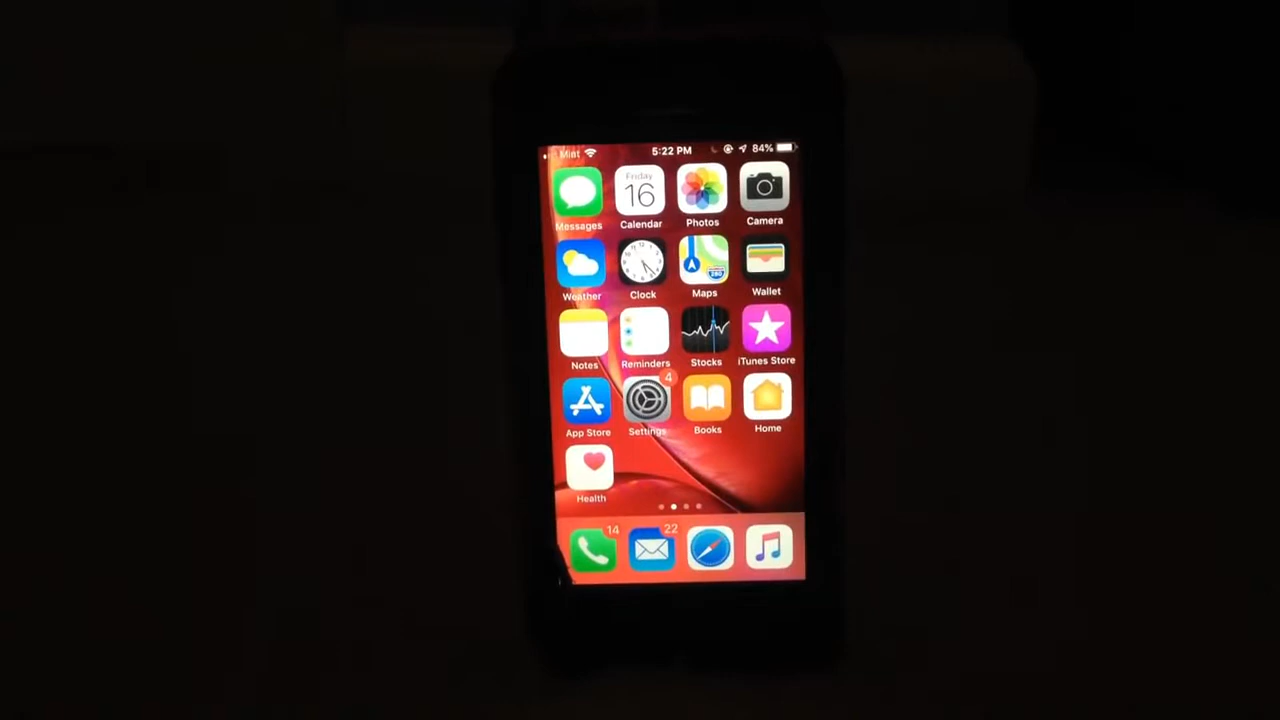 Mint 5:22 PM 84%
Friday
16
Messages Calendar Photos Camera
280
Weather Clock Maps Wallet
Notes Reminders Stocks iTunes Store
4
App Store Settings Books Home
Health
14 22